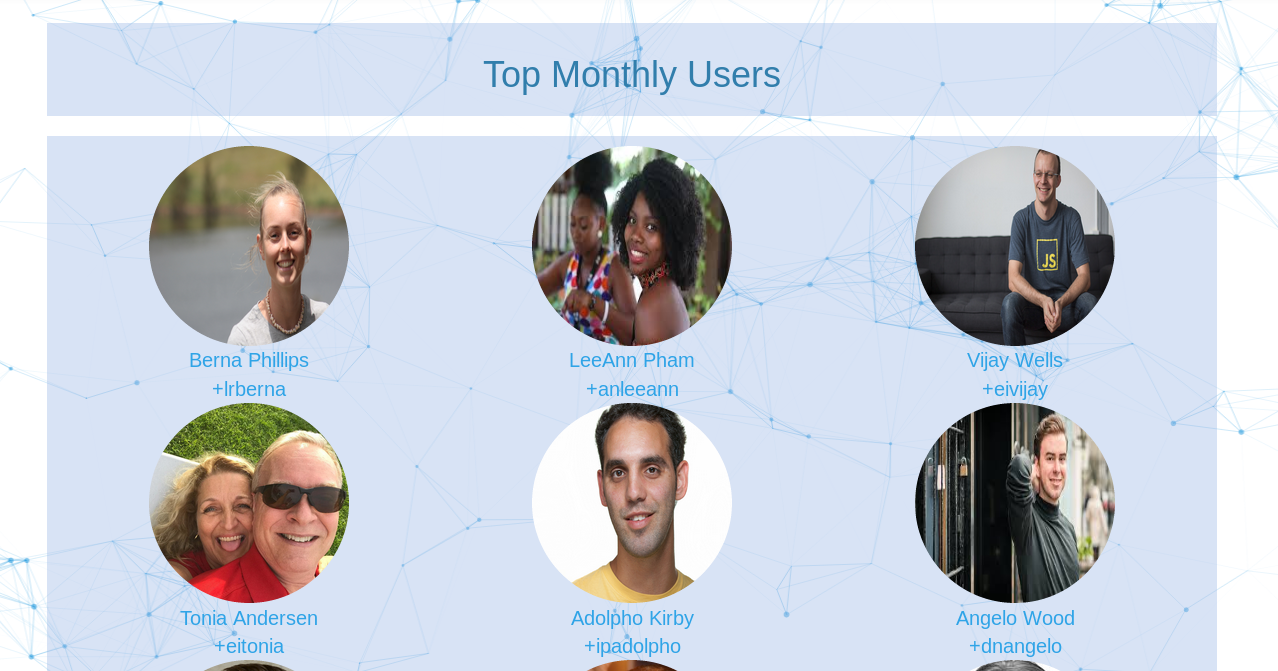 Top Monthly Users
JS
Berna Phillips
+lrberna
LeeAnn Pham
+anleeann
Vijay Wells
+eivijay
Tonia Andersen
+eitonia
Adolpho Kirby
+ipadolpho
Angelo Wood
+dnangelo